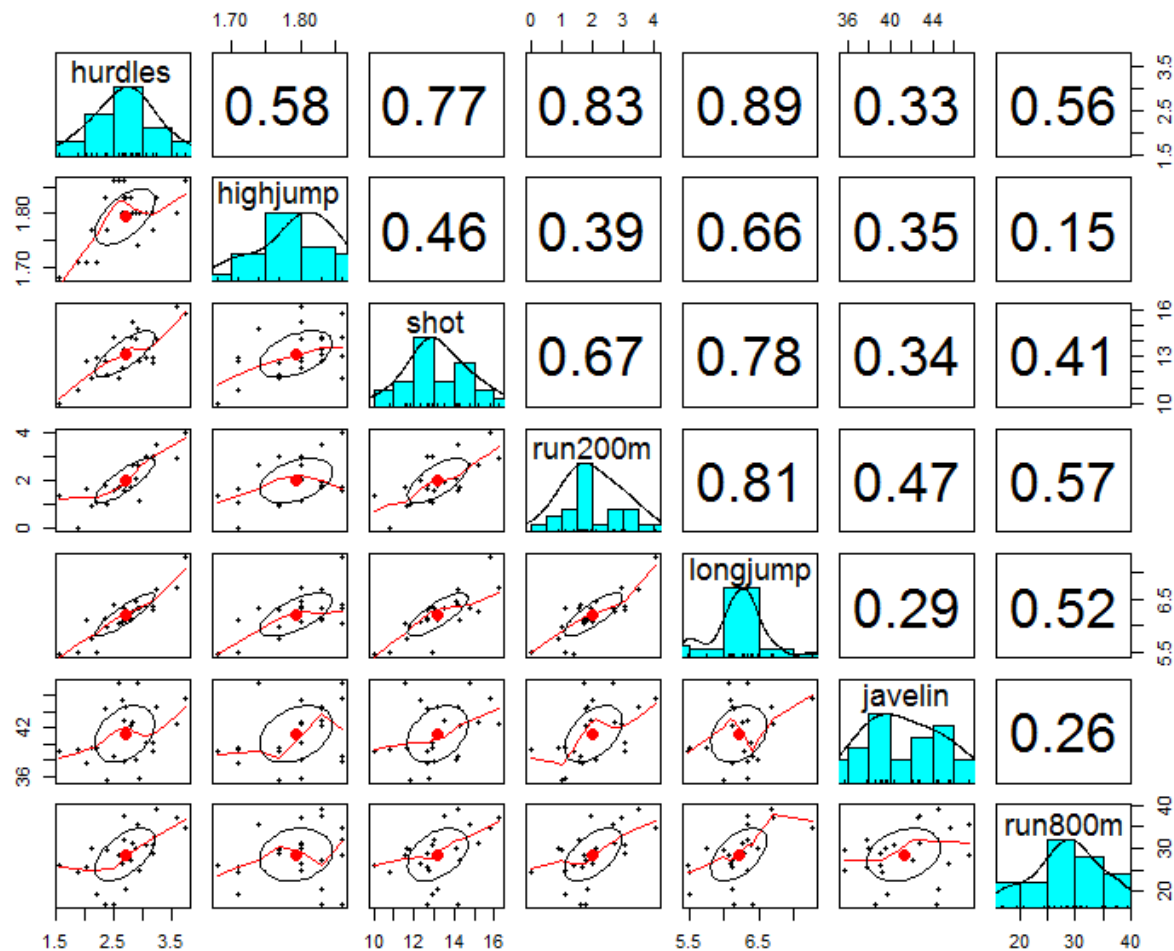 1.70 1.80 0 1 2 3 4 36 40 44
hurdles 0.58 0.77 0.83 0.89 0.33 0.56 1.5 2.5 3.5
1.70 1.80 highjump 0.46 0.39 0.66 0.35 0.15
shot 0.67 0.78 0.34 0.41 10 13 16
0 2 4 run200m 0.81 0.47 0.57
longjump 0.29 0.52 5.5 6.5
36 42 javelin 0.26
run800m 20 30 40
1.5 2.5 3.5 10 12 14 16 5.5 6.5 20 30 40